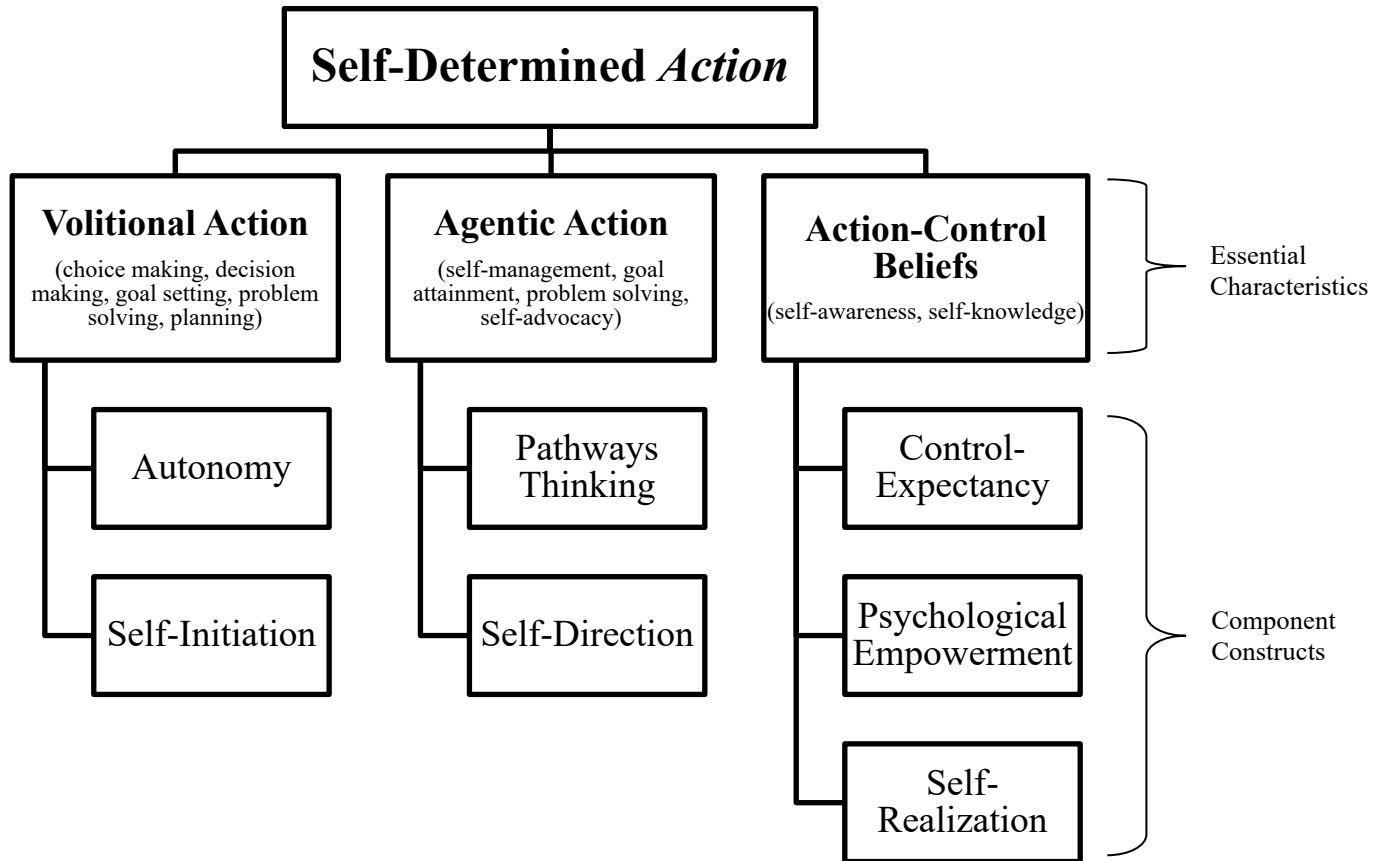 Self-Determined Action
Volitional Action
(choice making, decision
making, goal setting, problem
solving, planning)
Agentic Action
(self-management, goal
attainment, problem solving,
self-advocacy)
Action-Control
Beliefs
(self-awareness, self-knowledge)
Essential
Characteristics
Autonomy
Self-Initiation
Pathways
Thinking
Self-Direction
Control-
Expectancy
Psychological
Empowerment
Self-
Realization
Component
Constructs